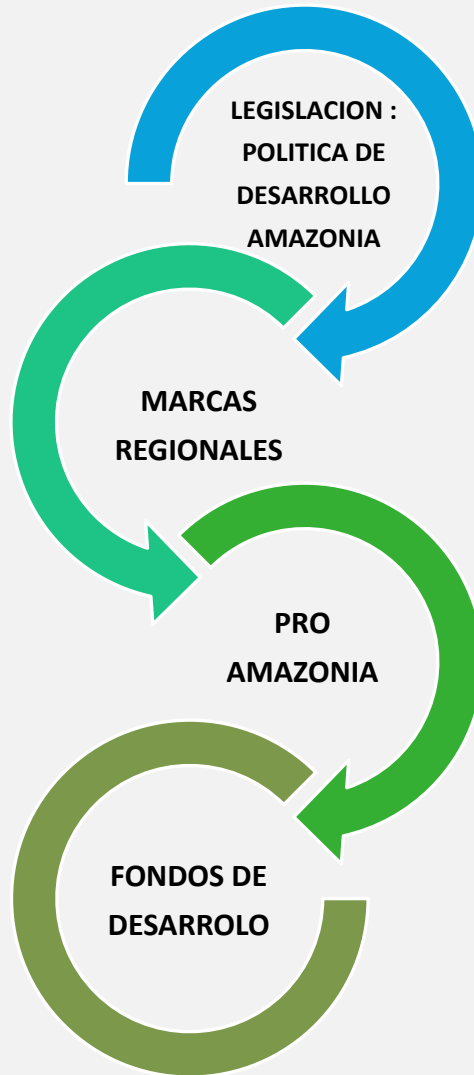 LEGISLACION :
POLITICA DE
DESARROLLO
AMAZONIA
MARCAS
REGIONALES
PRO
AMAZONIA
FONDOS DE
DESARROLO